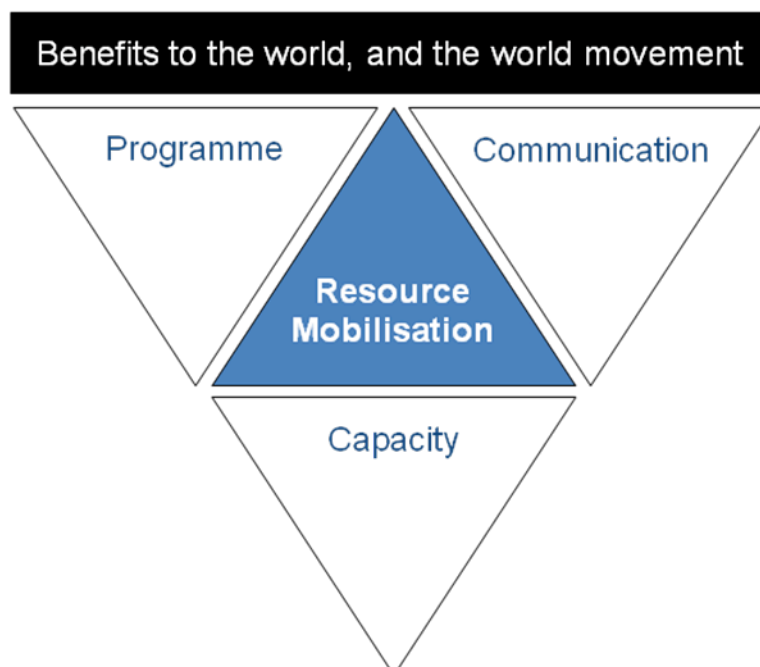 Benefits to the world, and the world movement
Programme
Communication
Resource
Mobilisation
Capacity